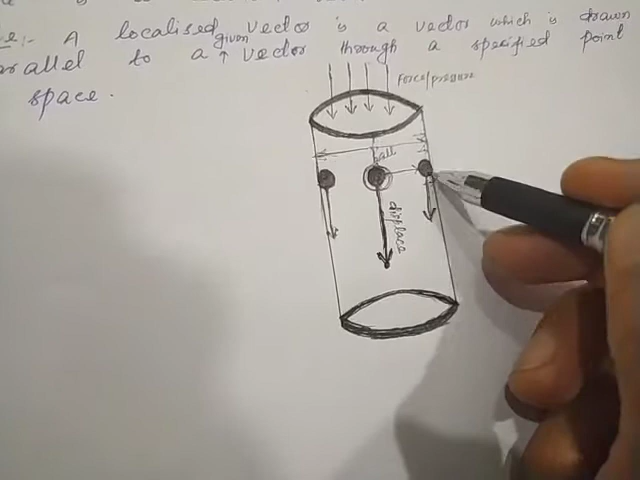 :- A localised given vector is a vector which is drawn
parallel to a vector through a specified point
space.
Force/pressure
ball
displace